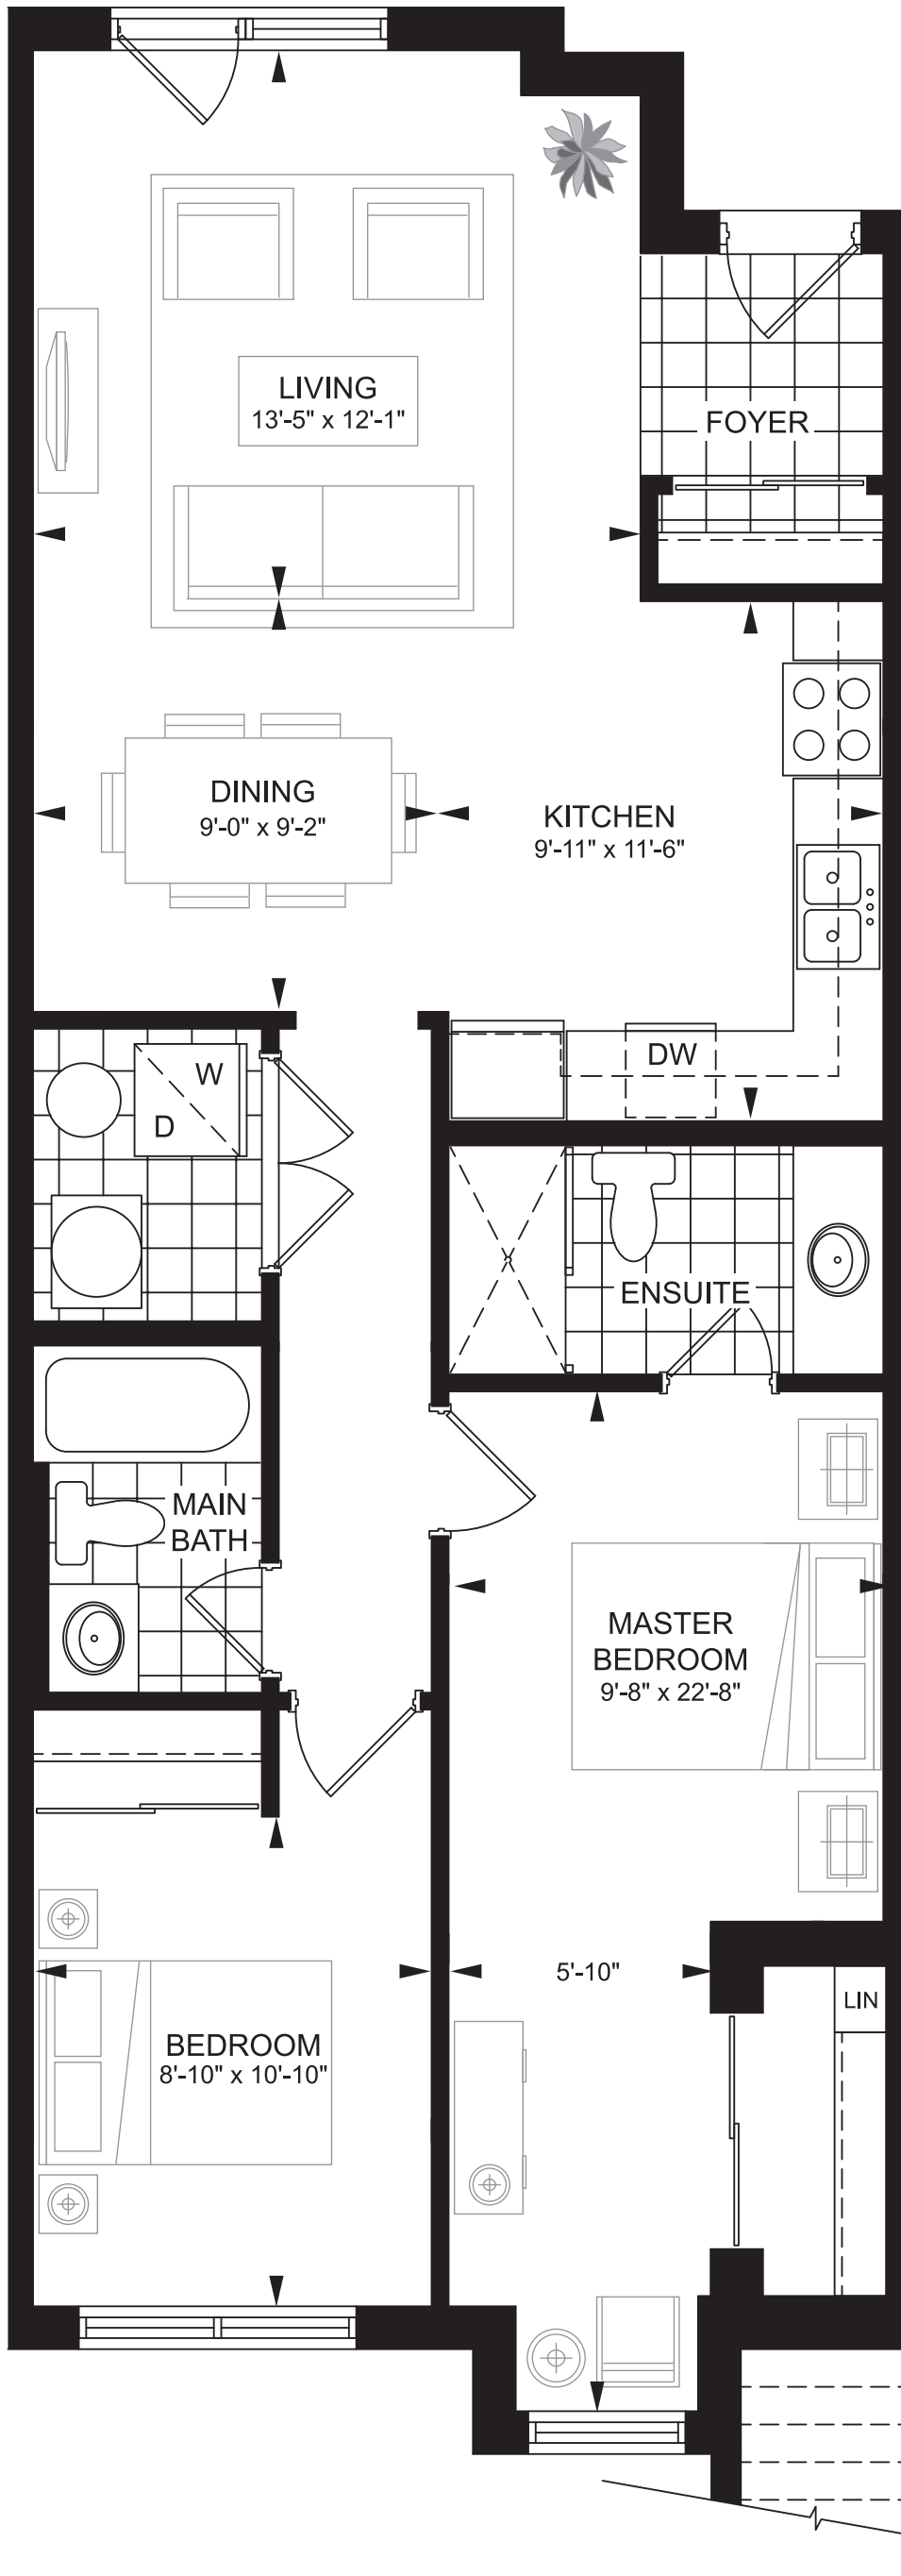 LIVING
13'-5" x 12'-1"
FOYER
DINING
9'-0" x 9'-2"
KITCHEN
9'-11" x 11'-6"
W
D
DW
ENSUITE
MAIN
BATH
MASTER
BEDROOM
9'-8" x 22'-8"
5'-10"
LIN
BEDROOM
8'-10" x 10'-10"